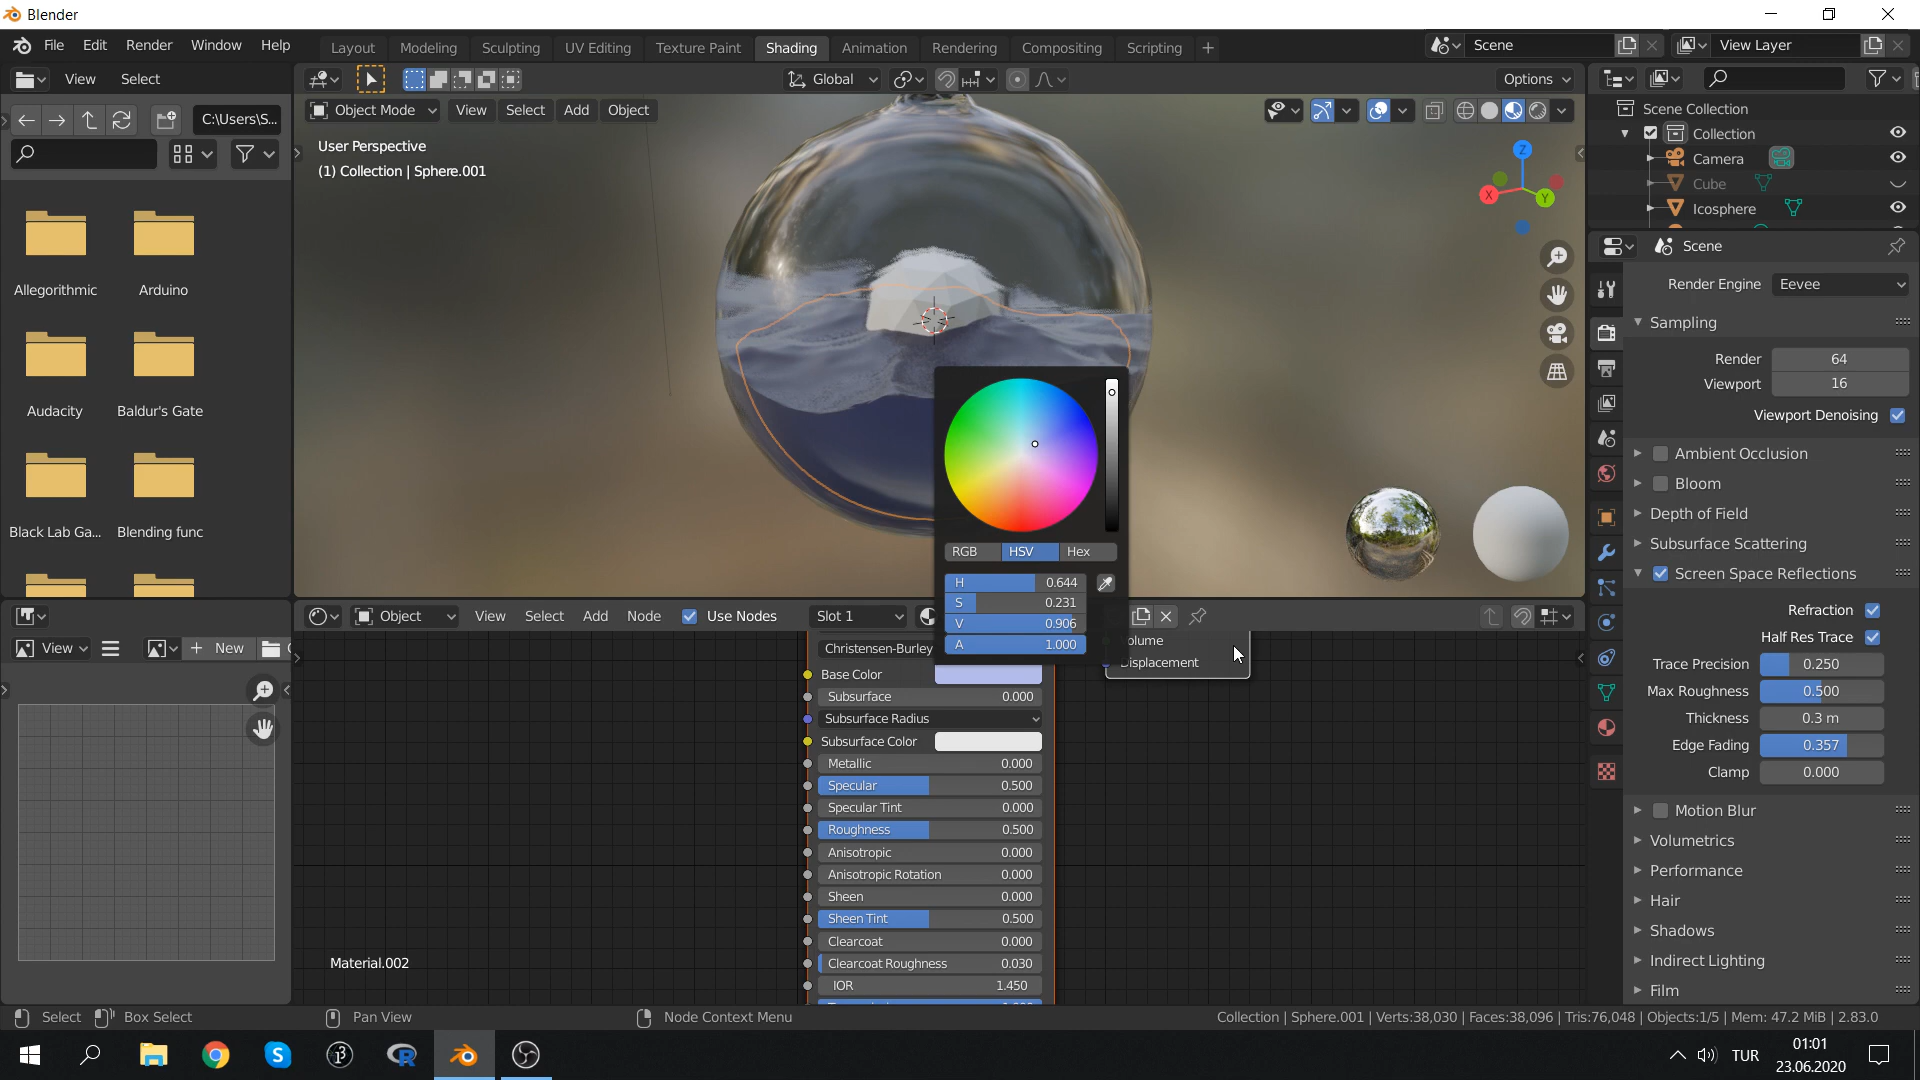 Blender
File Edit Render Window Help
Layout Modeling Sculpting UV Editing Texture Paint Shading Animation Rendering Compositing Scripting +
Scene
View Layer
View Select
Global
Options
C:\Users\S...
Object Mode View Select Add Object
User Perspective
(1) Collection | Sphere.001
Z
X
Y
Scene Collection
Collection
Camera
Cube
Icosphere
Allegorithmic
Arduino
Audacity
Baldur's Gate
Black Lab Ga...
Blending func
Scene
Render Engine Eevee
Sampling
Render 64
Viewport 16
Viewport Denoising
Ambient Occlusion
Bloom
Depth of Field
Subsurface Scattering
Screen Space Reflections
Refraction
Half Res Trace
Trace Precision 0.250
Max Roughness 0.500
Thickness 0.3 m
Edge Fading 0.357
Clamp 0.000
Motion Blur
Volumetrics
Performance
Hair
Shadows
Indirect Lighting
Film
RGB HSV Hex
H 0.644
S 0.231
V 0.906
A 1.000
View
New
Object View Select Add Node Use Nodes Slot 1
Christensen-Burley
Base Color
Subsurface 0.000
Subsurface Radius
Subsurface Color
Metallic 0.000
Specular 0.500
Specular Tint 0.000
Roughness 0.500
Anisotropic 0.000
Anisotropic Rotation 0.000
Sheen 0.000
Sheen Tint 0.500
Clearcoat 0.000
Clearcoat Roughness 0.030
IOR 1.450
olume
Displacement
Material.002
Select Box Select Pan View Node Context Menu
Collection | Sphere.001 | Verts:38,030 | Faces:38,096 | Tris:76,048 | Objects:1/5 | Mem: 47.2 MiB | 2.83.0
TUR
01:01
23.06.2020